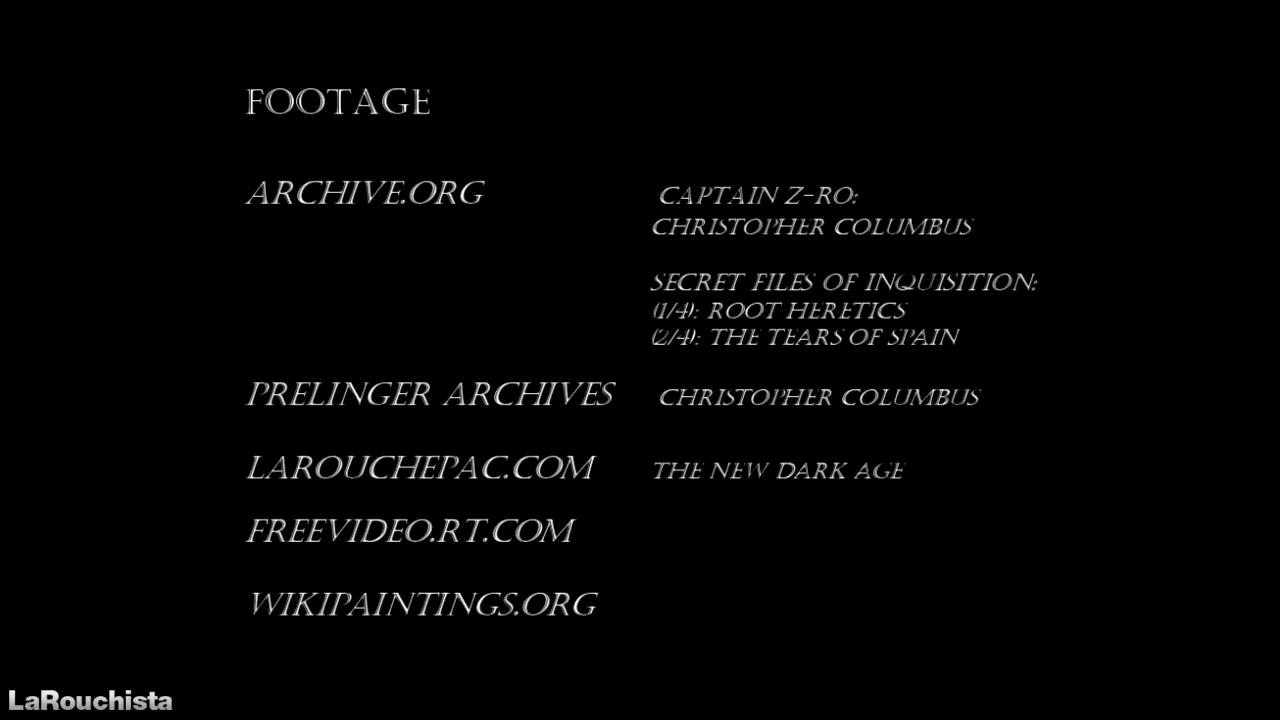 FOOTAGE
ARCHIVE.ORG
CAPTAIN Z-RO:
CHRISTOPHER COLUMBUS
SECRET FILES OF INQUISITION:
(1/4): ROOT HERETICS
(2/4): THE TEARS OF SPAIN
PRELINGER ARCHIVES CHRISTOPHER COLUMBUS
LAROUCHEPAC.COM THE NEW DARK AGE
FREEVIDEO.RT.COM
WIKIPAINTINGS.ORG
LaRouchista